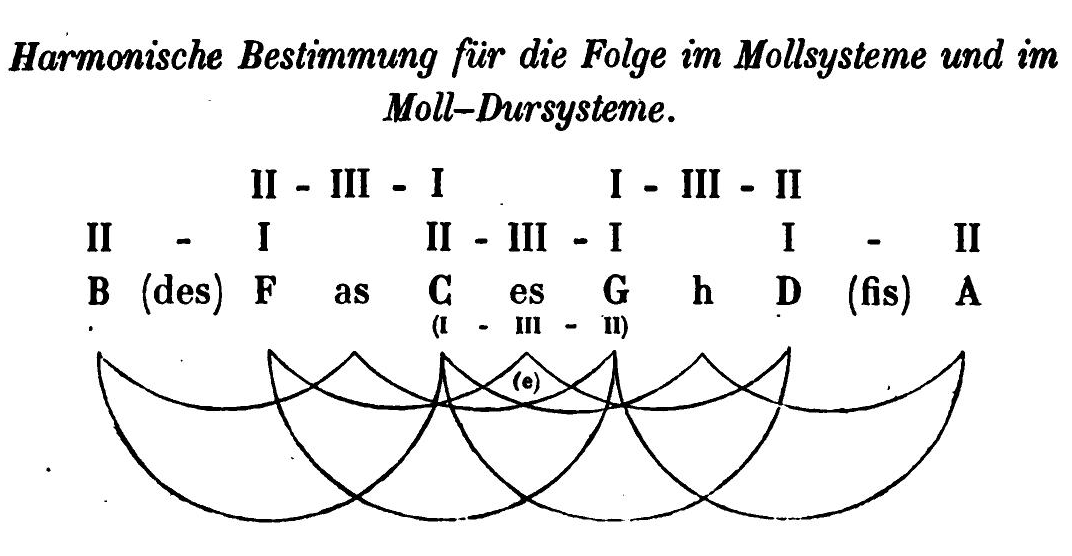 Harmonische Bestimmung für die Folge im Mollsysteme und im
Moll-Dursysteme.
II - III - I I - III - II
II - I II - III - I I - II
B (des) F as C es G h D (fis) A
(I - III - II)
(e)